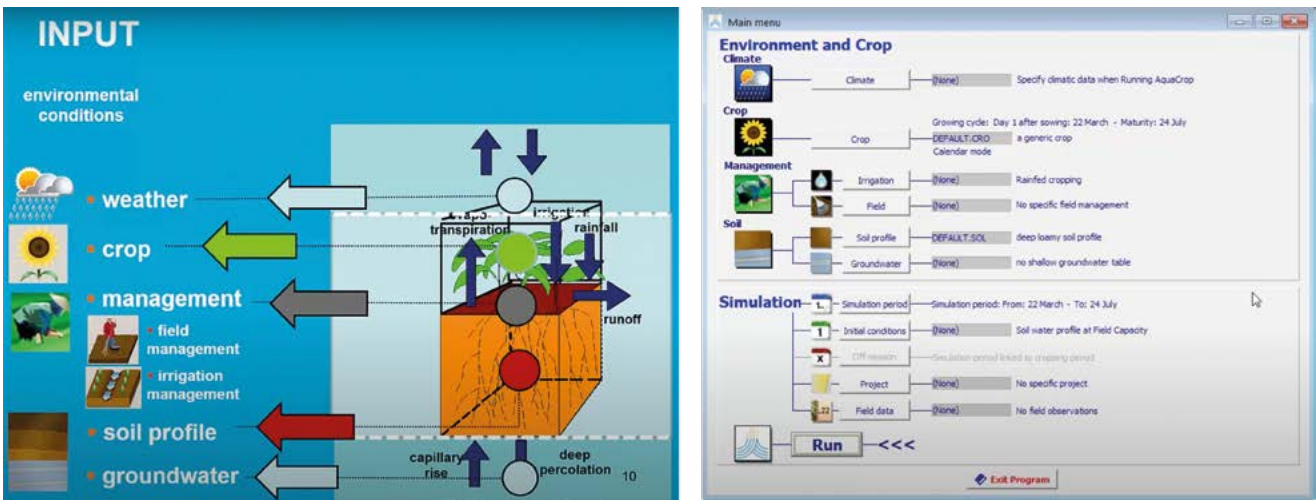 INPUT
environmental
conditions
• weather
• crop
• management
• field
management
• irrigation
management
• soil profile
• groundwater
transpiration
irrigation
rainfall
runoff
capillary
rise
deep
percolation
10
Main menu
Environment and Crop
Climate
Climate
(None)
Specify climatic data when Running AquaCrop
Crop
Growing cycle: Day 1 after sowing: 22 March - Maturity: 24 July
Crop
DEFAULT.CRO
a generic crop
Calendar mode
Management
Irrigation
(None)
Rainfed cropping
Field
(None)
No specific field management
Soil
Soil profile
DEFAULT.SOL
deep loamy soil profile
Groundwater
(None)
no shallow groundwater table
Simulation
1..
Simulation period
Simulation period: From: 22 March - To: 24 July
1
Initial conditions
(None)
Soil water profile at Field Capacity
X
Off season
Simulation period linked to cropping period
Project
(None)
No specific project
Field data
(None)
No field observations
Run
<<<
Exit Program